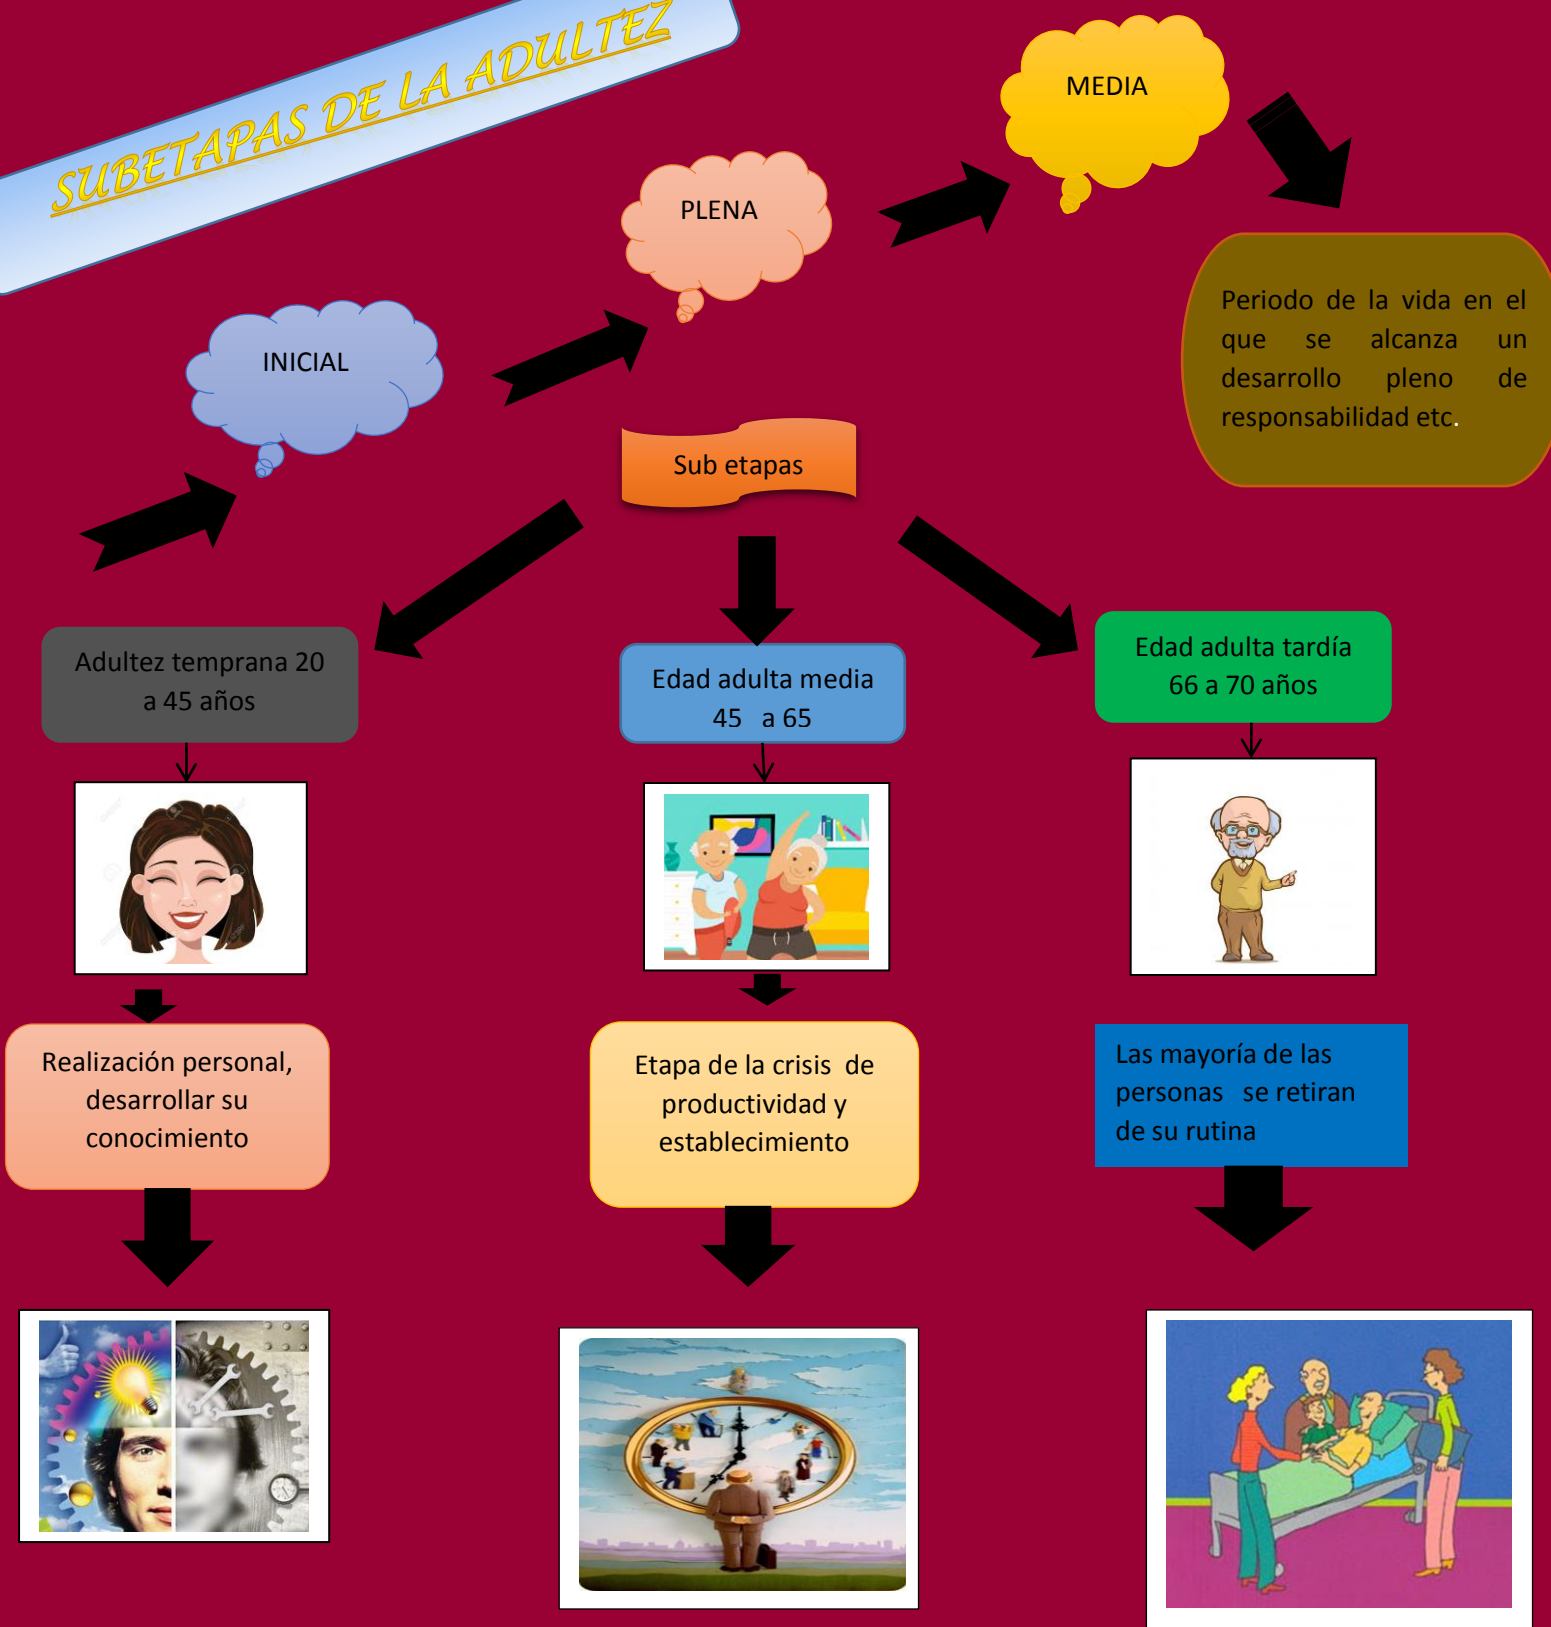 SUBETAPAS DE LA ADULTEZ
MEDIA
PLENA
INICIAL
Periodo de la vida en el
que se alcanza un
desarrollo pleno de
responsabilidad etc.
Sub etapas
Adultez temprana 20
a 45 años
Edad adulta media
45 a 65
Edad adulta tardía
66 a 70 años
Realización personal,
desarrollar su
conocimiento
Etapa de la crisis de
productividad y
establecimiento
Las mayoría de las
personas se retiran
de su rutina